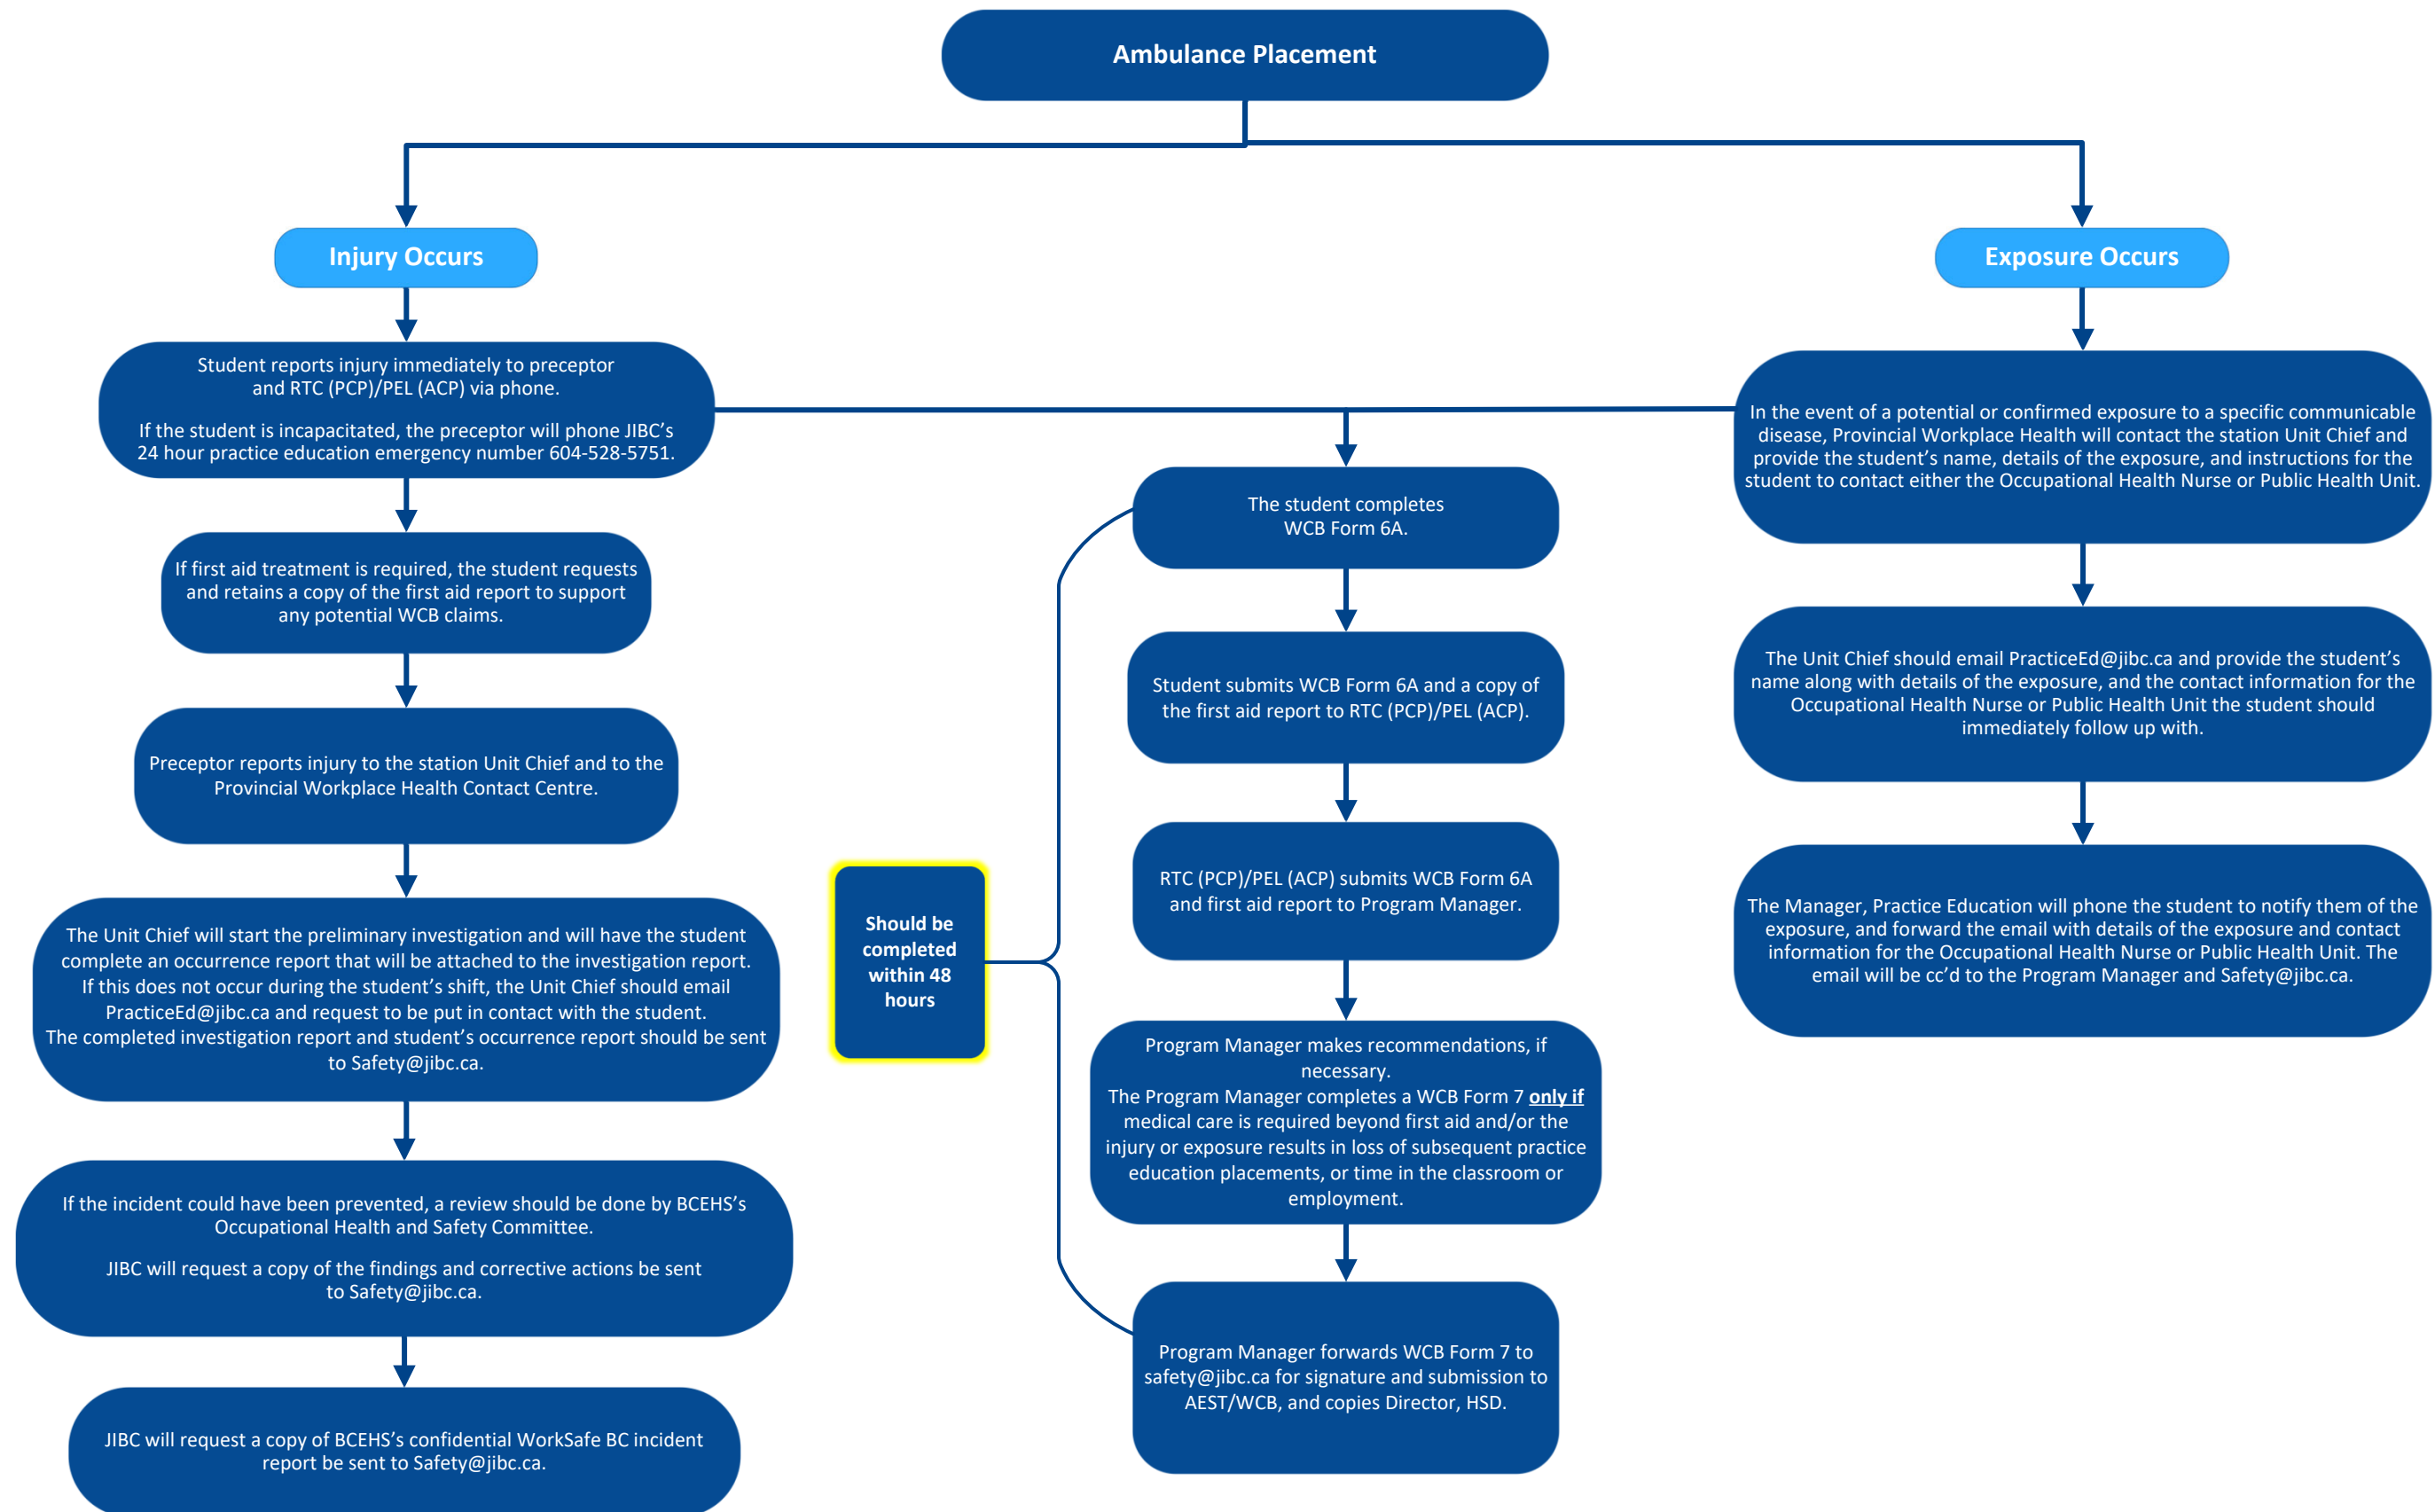 Ambulance Placement
Injury Occurs
Student reports injury immediately to preceptor
and RTC (PCP)/PEL (ACP) via phone.
If the student is incapacitated, the preceptor will phone JIBC’s
24 hour practice education emergency number 604-528-5751.
If first aid treatment is required, the student requests
and retains a copy of the first aid report to support
any potential WCB claims.
Preceptor reports injury to the station Unit Chief and to the
Provincial Workplace Health Contact Centre.
The Unit Chief will start the preliminary investigation and will have the student
complete an occurrence report that will be attached to the investigation report.
If this does not occur during the student’s shift, the Unit Chief should email
PracticeEd@jibc.ca and request to be put in contact with the student.
The completed investigation report and student’s occurrence report should be sent
to Safety@jibc.ca.
If the incident could have been prevented, a review should be done by BCEHS’s
Occupational Health and Safety Committee.
JIBC will request a copy of the findings and corrective actions be sent
to Safety@jibc.ca.
JIBC will request a copy of BCEHS’s confidential WorkSafe BC incident
report be sent to Safety@jibc.ca.
Should be
completed
within 48
hours
The student completes
WCB Form 6A.
Student submits WCB Form 6A and a copy of
the first aid report to RTC (PCP)/PEL (ACP).
RTC (PCP)/PEL (ACP) submits WCB Form 6A
and first aid report to Program Manager.
Program Manager makes recommendations, if
necessary.
The Program Manager completes a WCB Form 7 only if
medical care is required beyond first aid and/or the
injury or exposure results in loss of subsequent practice
education placements, or time in the classroom or
employment.
Program Manager forwards WCB Form 7 to
safety@jibc.ca for signature and submission to
AEST/WCB, and copies Director, HSD.
Exposure Occurs
In the event of a potential or confirmed exposure to a specific communicable
disease, Provincial Workplace Health will contact the station Unit Chief and
provide the student’s name, details of the exposure, and instructions for the
student to contact either the Occupational Health Nurse or Public Health Unit.
The Unit Chief should email PracticeEd@jibc.ca and provide the student’s
name along with details of the exposure, and the contact information for the
Occupational Health Nurse or Public Health Unit the student should
immediately follow up with.
The Manager, Practice Education will phone the student to notify them of the
exposure, and forward the email with details of the exposure and contact
information for the Occupational Health Nurse or Public Health Unit. The
email will be cc’d to the Program Manager and Safety@jibc.ca.